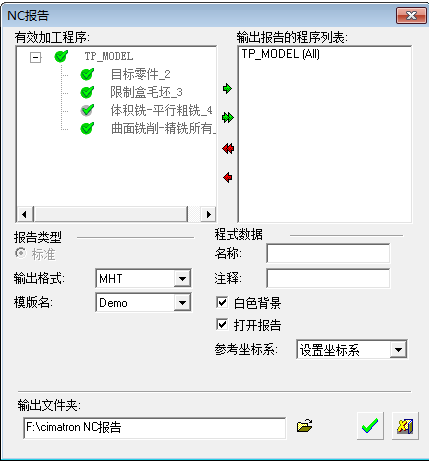 NC报告
有效加工程序:
TP_MODEL
目标零件_2
限制盒毛坯_3
体积铣-平行粗铣_4
曲面铣削-精铣所有_
输出报告的程序列表:
TP_MODEL (All)
报告类型
标准
输出格式:
MHT
模版名:
Demo
程式数据
名称:
注释:
白色背景
打开报告
参考坐标系:
设置坐标系
输出文件夹:
F:\cimatron NC报告